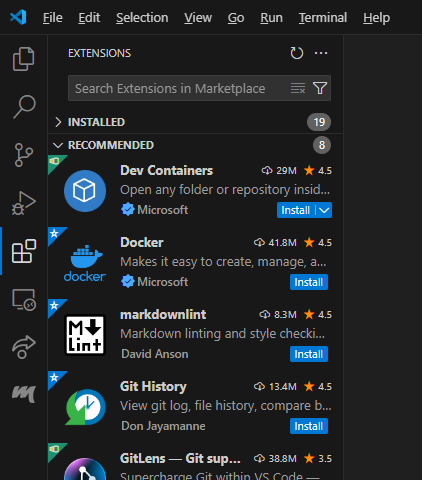 File Edit Selection View Go Run Terminal Help
EXTENSIONS
Search Extensions in Marketplace
INSTALLED 19
RECOMMENDED 8
Dev Containers 29M 4.5
Open any folder or repository insid...
Microsoft Install
Docker 41.8M 4.5
docker
Makes it easy to create, manage, a...
Microsoft Install
markdownlint 8.3M 4.5
M Lint
Markdown linting and style checki...
David Anson Install
Git History 13.4M 4.5
View git log, file history, compare b...
Don Jayamanne Install
GitLens — Git sup... 38.8M 3.5
Supercharge Git within VS Code —